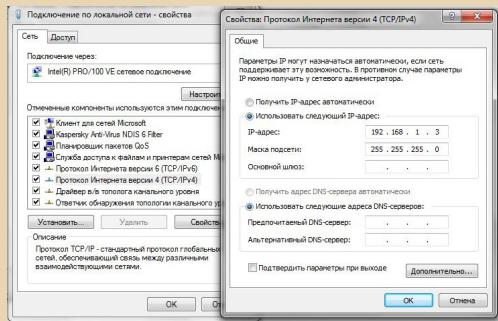 Подключение по локальной сети - свойства
Сеть
Доступ
Подключение через:
Intel(R) PRO/100 VE сетевое подключение
Настроит
Отмеченные компоненты используются этим подключен
Клиент для сетей Microsoft
Kaspersky Anti-Virus NDIS 6 Filter
Планировщик пакетов QoS
Служба доступа к файлам и принтерам сетей Mi
Протокол Интернета версии 6 (TCP/IPv6)
Протокол Интернета версии 4 (TCP/IPv4)
Драйвер в/в тополога канального уровня
Ответчик обнаружения топологии канального ур
Установить...
Удалить
Свойства
Описание
Протокол TCP/IP - стандартный протокол глобальных
сетей, обеспечивающий связь между различными
взаимодействующими сетями.
OK
От
Свойства: Протокол Интернета версии 4 (TCP/IPv4)
Общие
Параметры IP могут назначаться автоматически, если сеть
поддерживает эту возможность. В противном случае параметры
IP можно получить у сетевого администратора.
Получить IP-адрес автоматически
Использовать следующий IP-адрес:
IP-адрес:
192 . 168 . 1 . 3
Маска подсети:
255 . 255 . 255 . 0
Основной шлюз:
. . .
Получить адрес DNS-сервера автоматически
Использовать следующие адреса DNS-серверов:
Предпочитаемый DNS-сервер:
. . .
Альтернативный DNS-сервер:
. . .
Подтвердить параметры при выходе
Дополнительно...
OK
Отмена